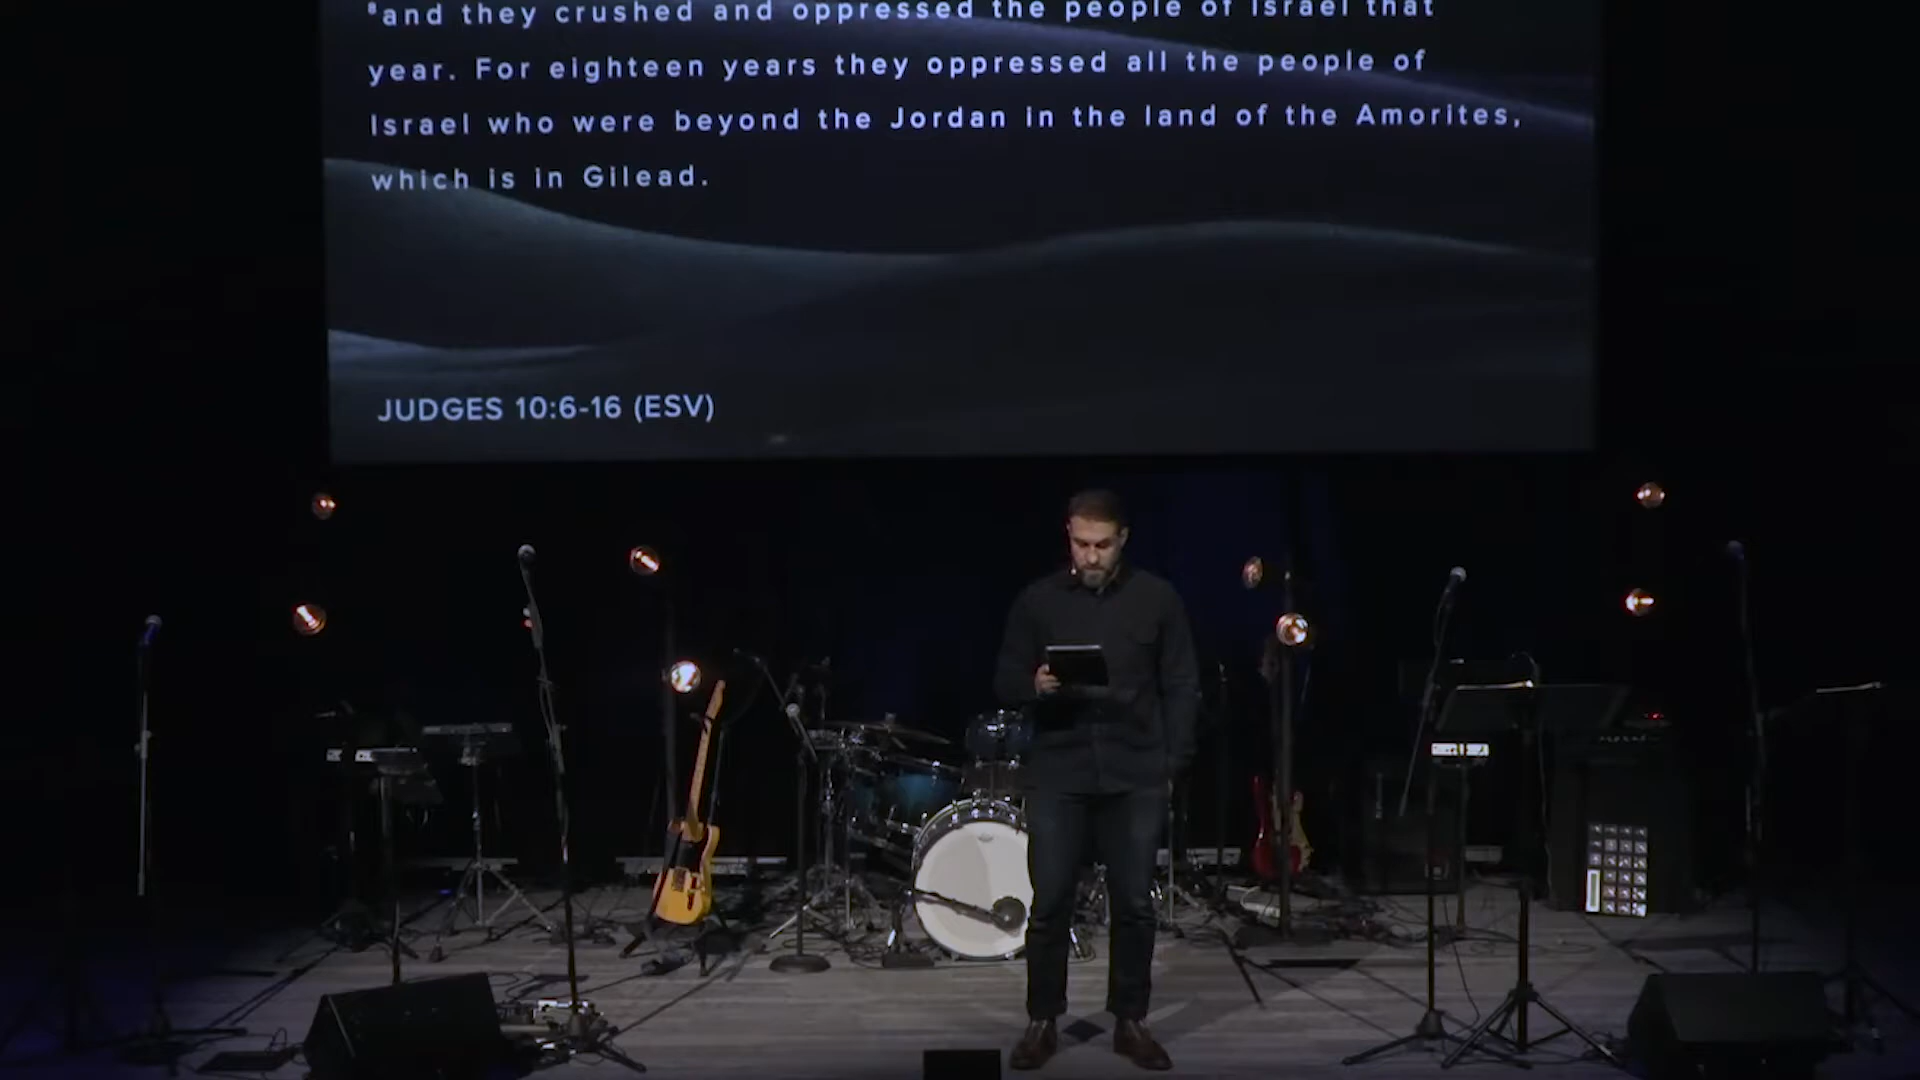 ⁸and they crushed and oppressed the people of Israel that
year. For eighteen years they oppressed all the people of
Israel who were beyond the Jordan in the land of the Amorites,
which is in Gilead.
JUDGES 10:6-16 (ESV)